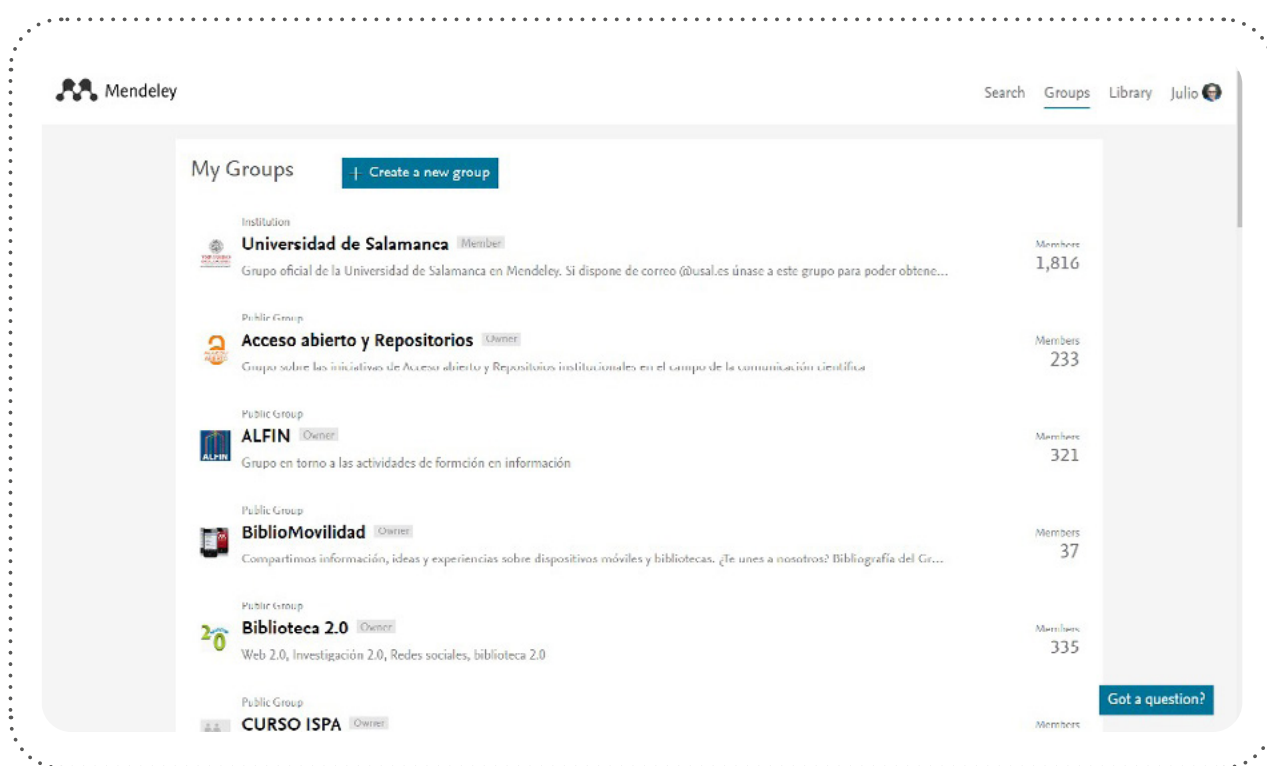 Mendeley
Search Groups Library Julio
My Groups
+ Create a new group
Institution
Universidad de Salamanca Member
Members
1,816
Grupo oficial de la Universidad de Salamanca en Mendeley. Si dispone de correo @usal.es únase a este grupo para poder obtene...
Public Group
Acceso abierto y Repositorios Owner
Members
233
Grupo sobre las iniciativas de Acceso abierto y Repositoios institucionales en el campo de la comunicación científica
Public Group
ALFIN Owner
Members
321
ALFIN
Grupo en torno a las actividades de formción en información
Public Group
BiblioMovilidad Owner
Members
37
Compartimos información, ideas y experiencias sobre dispositivos móviles y bibliotecas. ¿Te unes a nosotros? Bibliografía del Gr...
Public Group
Biblioteca 2.0 Owner
Members
335
2.0
Web 2.0, Investigación 2.0, Redes sociales, biblioteca 2.0
Public Group
CURSO ISPA Owner
Members
Got a question?